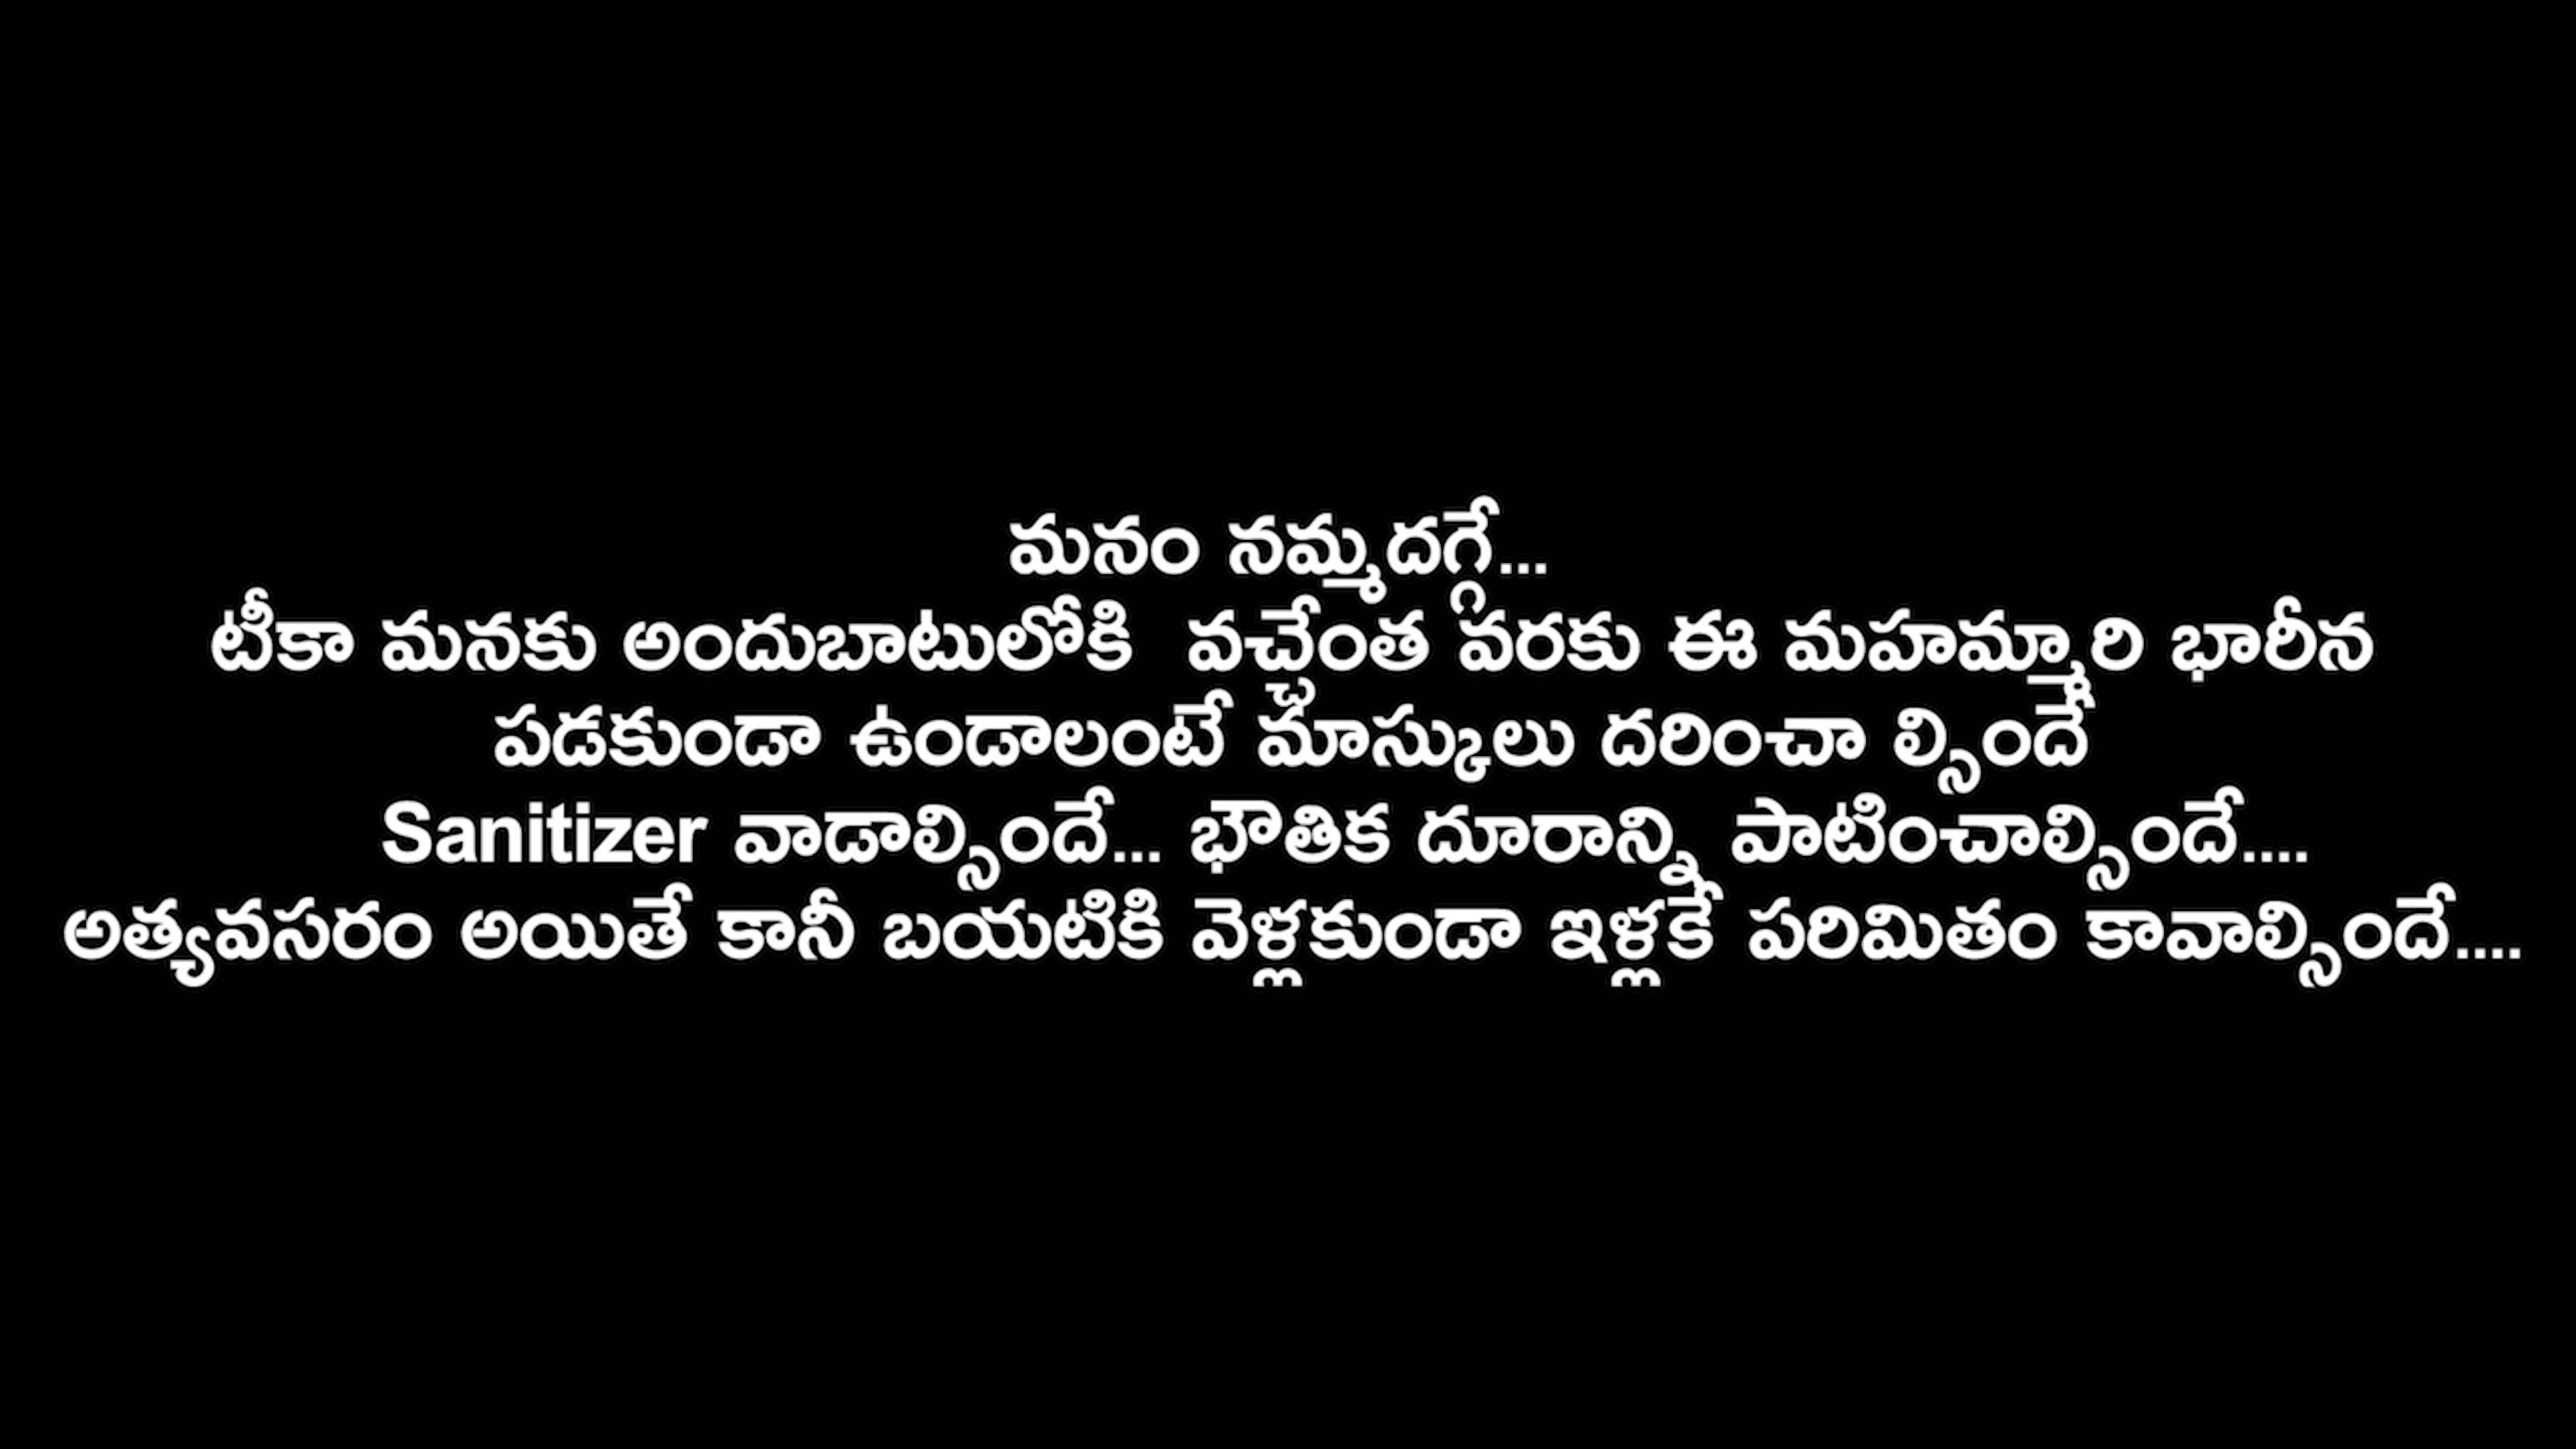 మనం నమ్మదగ్గే...
టీకా మనకు అందుబాటులోకి వచ్చేంత వరకు ఈ మహమ్మారి భారీన
పడకుండా ఉండాలంటే మాస్కులు దరించా ల్సిందే
Sanitizer వాడాల్సిందే... భౌతిక దూరాన్ని పాటించాల్సిందే....
అత్యవసరం అయితే కానీ బయటికి వెళ్లకుండా ఇళ్లకే పరిమితం కావాల్సిందే....